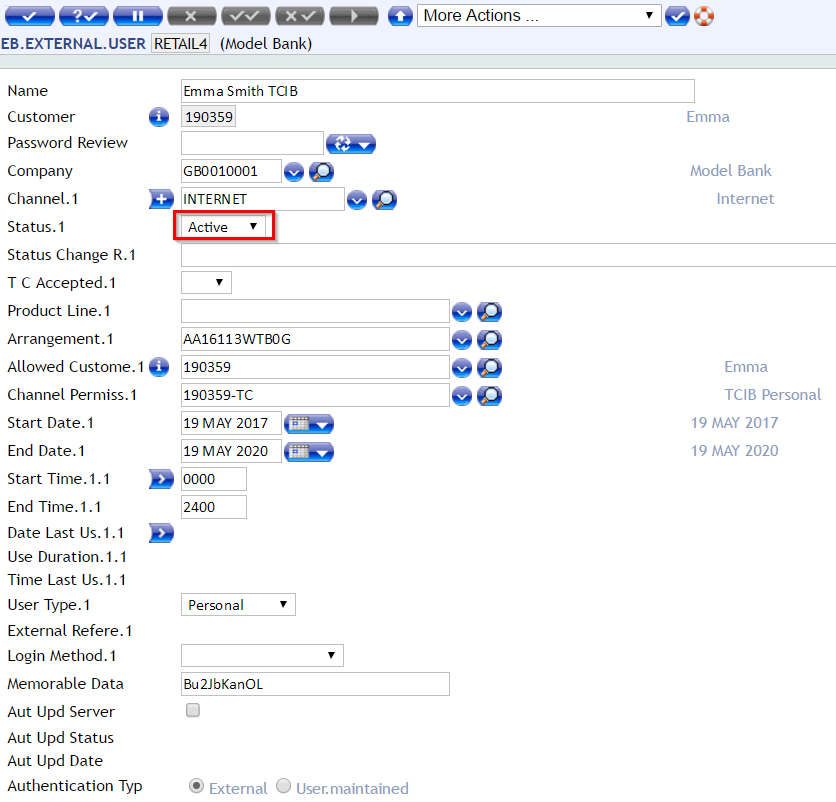 More Actions ...
EB.EXTERNAL.USER RETAIL4 (Model Bank)
Name Emma Smith TCIB
Customer 190359 Emma
Password Review
Company GB0010001 Model Bank
Channel.1 INTERNET Internet
Status.1 Active
Status Change R.1
T C Accepted.1
Product Line.1
Arrangement.1 AA16113WTB0G
Allowed Custome.1 190359 Emma
Channel Permiss.1 190359-TC TCIB Personal
Start Date.1 19 MAY 2017 19 MAY 2017
End Date.1 19 MAY 2020 19 MAY 2020
Start Time.1.1 0000
End Time.1.1 2400
Date Last Us.1.1
Use Duration.1.1
Time Last Us.1.1
User Type.1 Personal
External Refere.1
Login Method.1
Memorable Data Bu2JbKanOL
Aut Upd Server
Aut Upd Status
Aut Upd Date
Authentication Typ External User.maintained